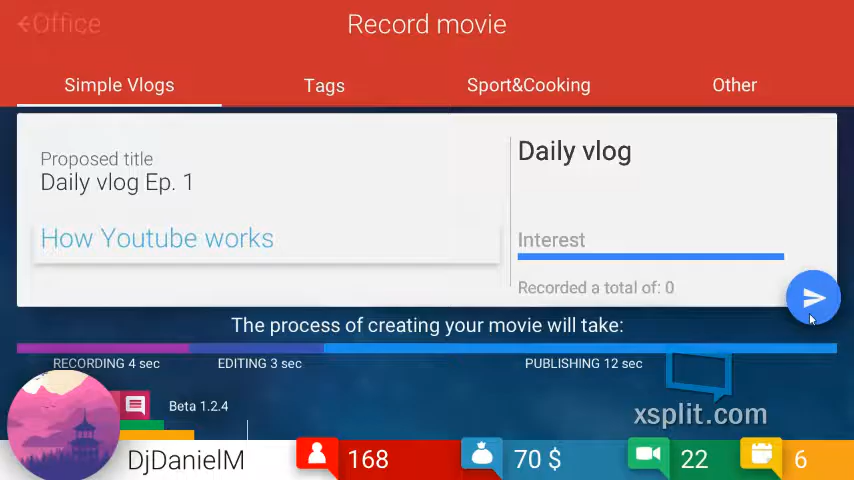 Office
Record movie
Simple Vlogs
Tags
Sport&Cooking
Other
Proposed title
Daily vlog Ep. 1
How Youtube works
Daily vlog
Interest
Recorded a total of: 0
The process of creating your movie will take:
RECORDING 4 sec
EDITING 3 sec
PUBLISHING 12 sec
Beta 1.2.4
xsplit.com
DjDanielM
168
70 $
22
6